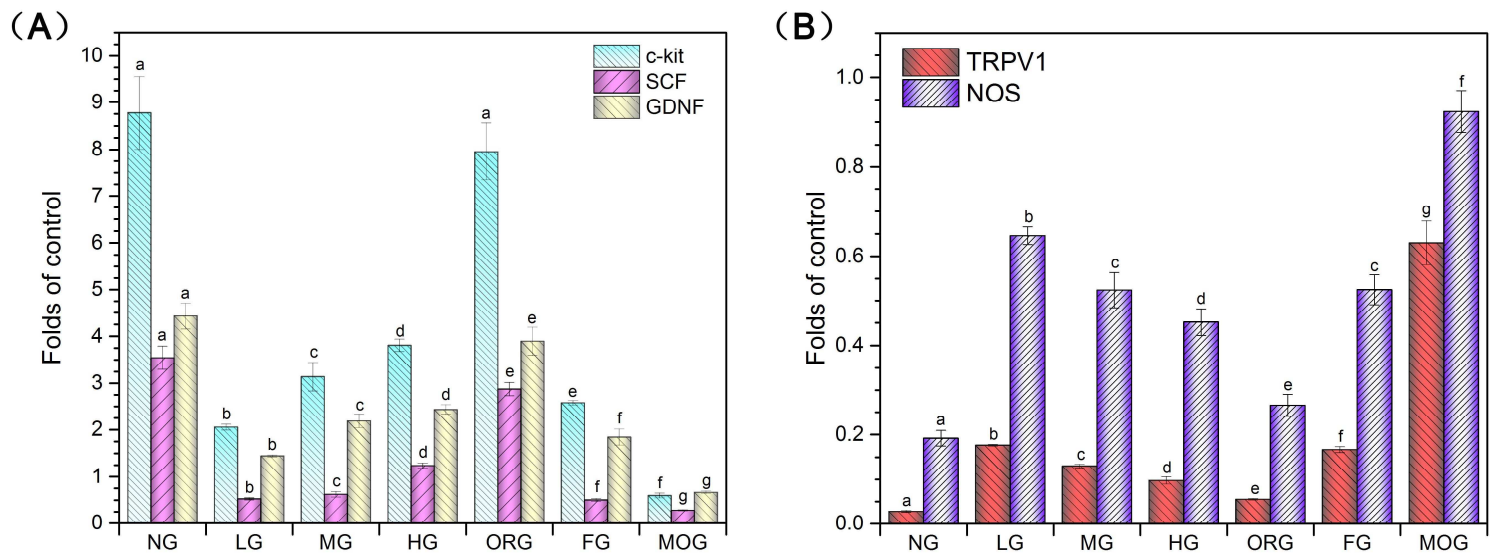 (A)
Folds of control
10
9
8
7
6
5
4
3
2
1
0
c-kit
SCF
GDNF
a a a
b b b
c c c
d d d
a e e
e f f
f g g
NG LG MG HG ORG FG MOG
(B)
Folds of control
1.0
0.8
0.6
0.4
0.2
0.0
TRPV1
NOS
a a
b b
c c
d d
e e
f c
g f
NG LG MG HG ORG FG MOG